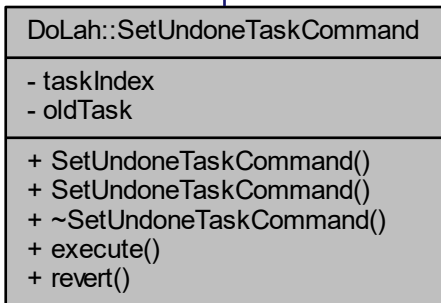 DoLah::SetUndoneTaskCommand
- taskIndex
- oldTask
+ SetUndoneTaskCommand()
+ SetUndoneTaskCommand()
+ ~SetUndoneTaskCommand()
+ execute()
+ revert()